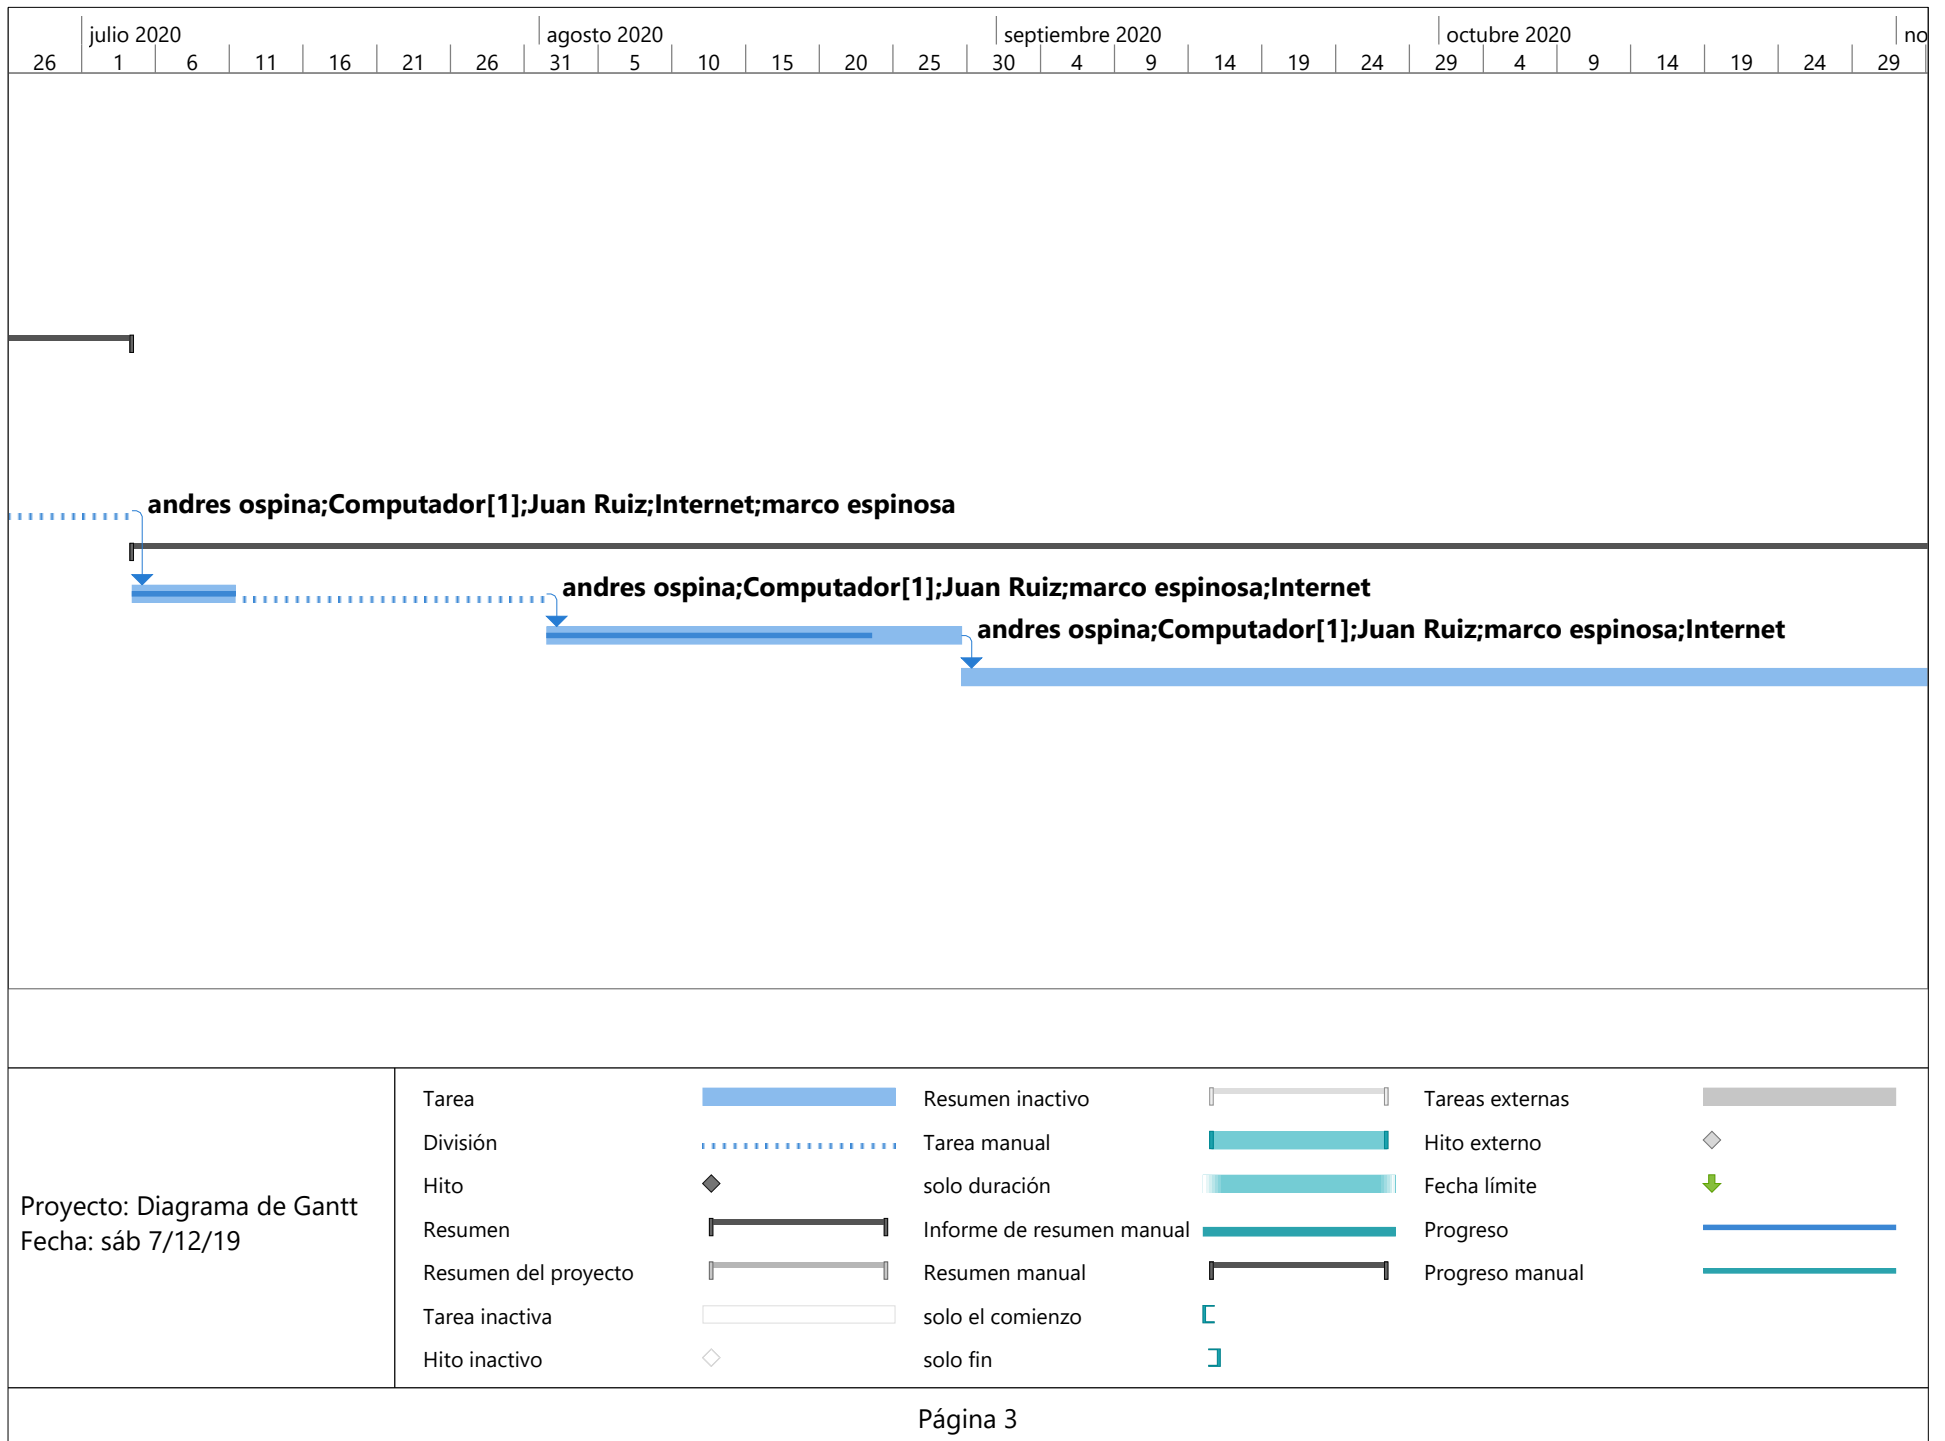 julio 2020 agosto 2020 septiembre 2020 octubre 2020 no
26 1 6 11 16 21 26 31 5 10 15 20 25 30 4 9 14 19 24 29 4 9 14 19 24 29
andres ospina;Computador[1];Juan Ruiz;Internet;marco espinosa
andres ospina;Computador[1];Juan Ruiz;marco espinosa;Internet
andres ospina;Computador[1];Juan Ruiz;marco espinosa;Internet
Proyecto: Diagrama de Gantt
Fecha: sáb 7/12/19
Tarea
División
Hito
Resumen
Resumen del proyecto
Tarea inactiva
Hito inactivo
Resumen inactivo
Tarea manual
solo duración
Informe de resumen manual
Resumen manual
solo el comienzo
solo fin
Tareas externas
Hito externo
Fecha límite
Progreso
Progreso manual
Página 3